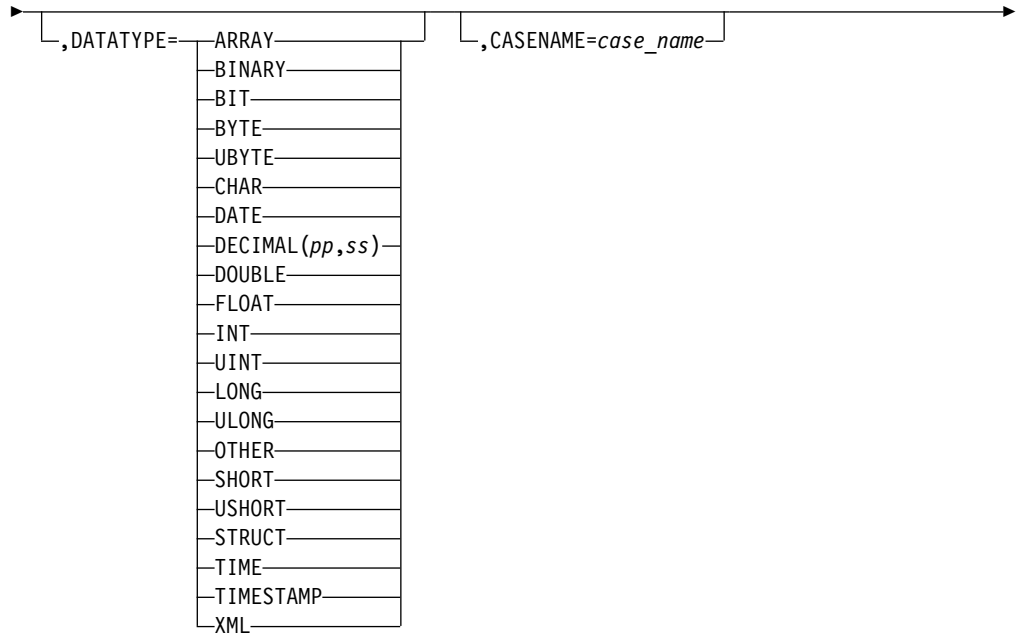 ,DATATYPE= ARRAY ,CASENAME=case_name
BINARY
BIT
BYTE
UBYTE
CHAR
DATE
DECIMAL(pp,ss)
DOUBLE
FLOAT
INT
UINT
LONG
ULONG
OTHER
SHORT
USHORT
STRUCT
TIME
TIMESTAMP
XML